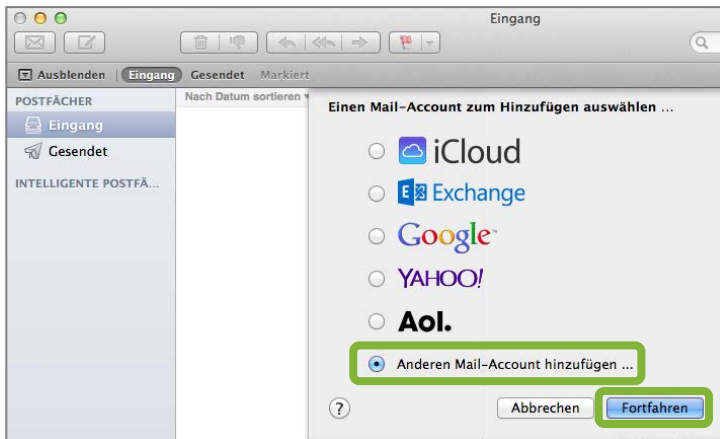 Eingang
Ausblenden Eingang Gesendet Markiert
POSTFÄCHER
Eingang
Gesendet
INTELLIGENTE POSTFÄ...
Nach Datum sortieren
Einen Mail-Account zum Hinzufügen auswählen ...
iCloud
E Exchange
Google
YAHOO!
Aol.
Anderen Mail-Account hinzufügen ...
? Abbrechen Fortfahren